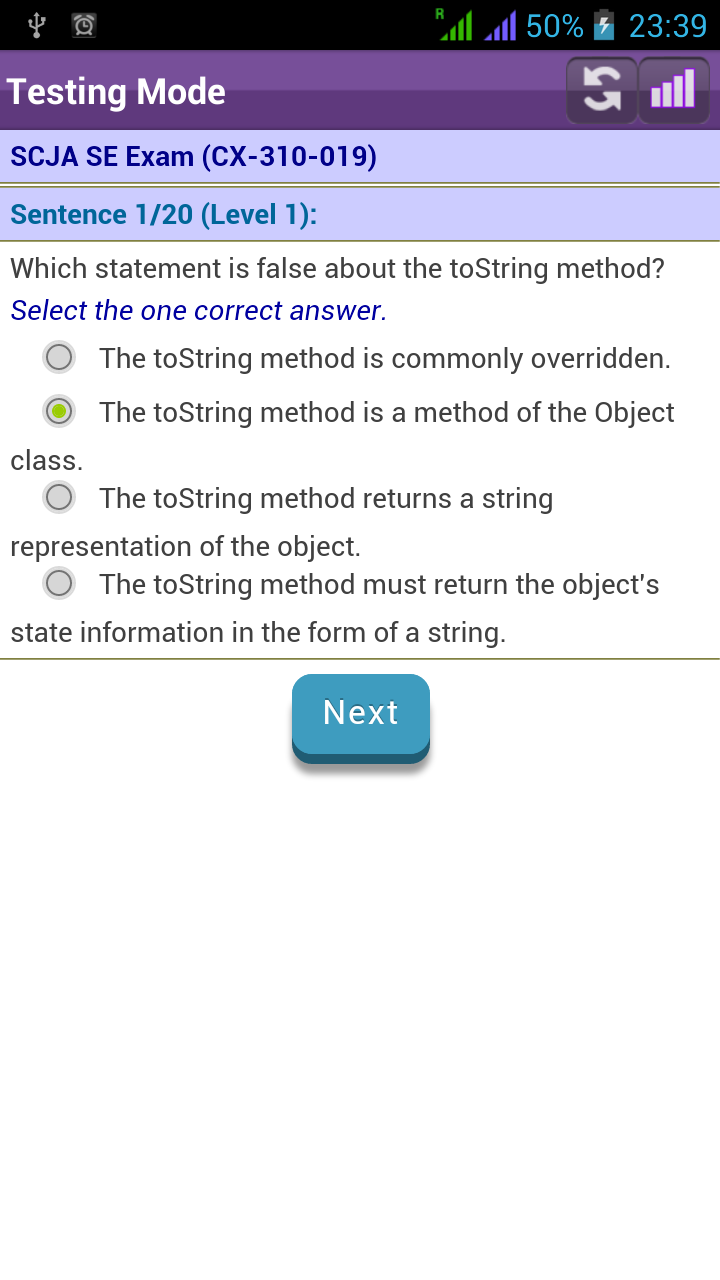 R
50%
23:39
Testing Mode
SCJA SE Exam (CX-310-019)
Sentence 1/20 (Level 1):
Which statement is false about the toString method?
Select the one correct answer.
The toString method is commonly overridden.
The toString method is a method of the Object
class.
The toString method returns a string
representation of the object.
The toString method must return the object's
state information in the form of a string.
Next